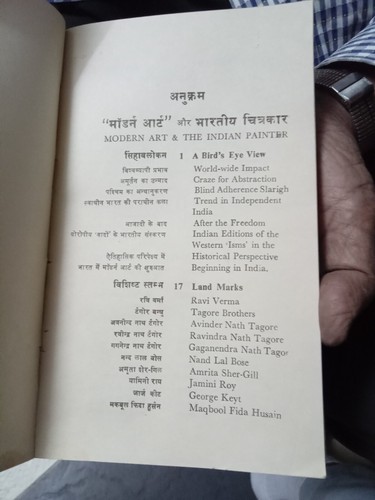 अनुक्रम
"मॉडर्न आर्ट" और भारतीय चित्रकार
MODERN ART & THE INDIAN PAINTER
सिंहावलोकन 1 A Bird's Eye View
विश्वव्यापी प्रभाव World-wide Impact
अमूर्तन का उन्माद Craze for Abstraction
पश्चिम का अन्धानुकरण Blind Adherence Slarigh
स्वाधीन भारत की पराधीन कला Trend in Independent
India
आजादी के बाद After the Freedom
योरोपीय 'वादों' के भारतीय संस्करण Indian Editions of the
Western 'Isms' in the
ऐतिहासिक परिप्रेक्ष्य में Historical Perspective
भारत में मॉडर्न आर्ट की शुरुआत Beginning in India.
विशिष्ट स्तम्भ 17 Land Marks
रवि वर्मा Ravi Verma
टैगोर बन्धु Tagore Brothers
अवनीन्द्र नाथ टैगोर Avinder Nath Tagore
रवीन्द्र नाथ टैगोर Ravindra Nath Tagore
गगनेन्द्र नाथ टैगोर Gaganendra Nath Tagor
नन्द लाल बोस Nand Lal Bose
अमृता शेर-गिल Amrita Sher-Gill
यामिनी राय Jamini Roy
जार्ज कीट George Keyt
मकबूल फिदा हुसैन Maqbool Fida Husain